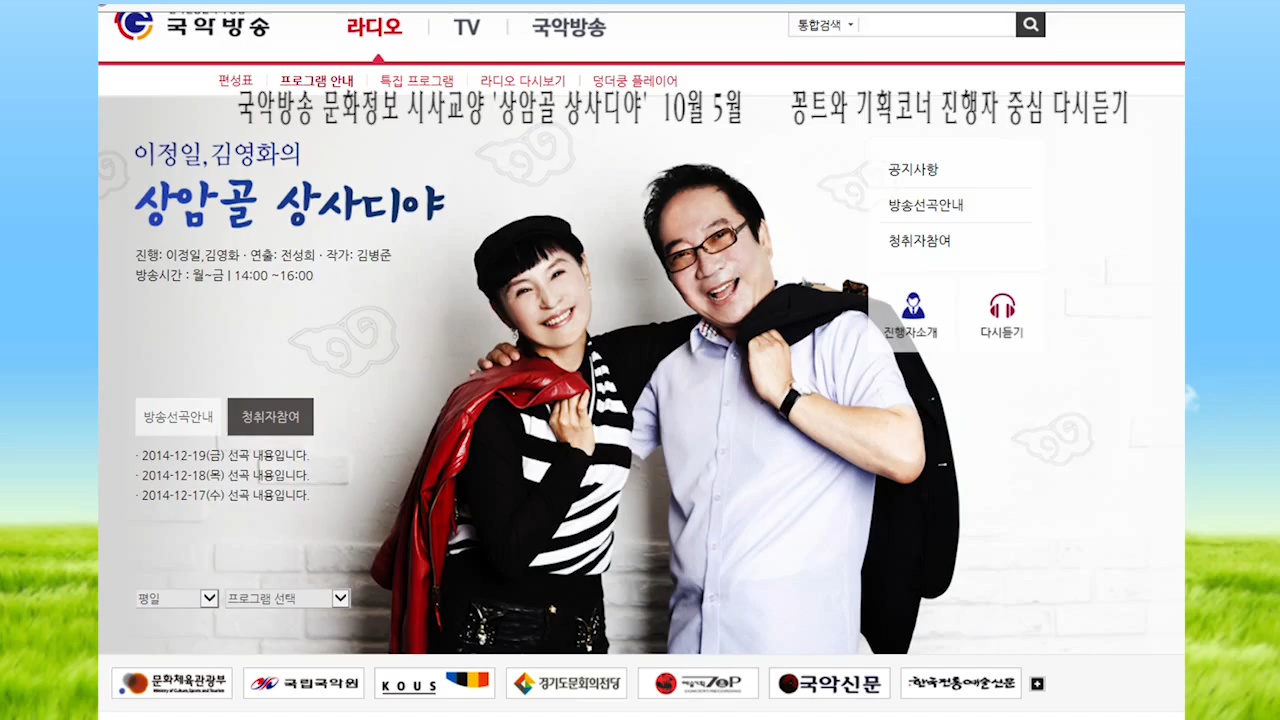 국악방송
라디오
TV
국악방송
통합검색
편성표
프로그램 안내
특집 프로그램
라디오 다시보기
덩더쿵 플레이어
국악방송 문화정보 시사교양 '상암골 상사디야' 10월 5월 꽁트와 기획코너 진행자 중심 다시듣기
이정일,김영화의
상암골 상사디야
진행: 이정일,김영화 · 연출: 전성희 · 작가: 김병준
방송시간 : 월~금 | 14:00 ~16:00
공지사항
방송선곡안내
청취자참여
진행자소개
다시듣기
방송선곡안내
청취자참여
· 2014-12-19(금) 선곡 내용입니다.
· 2014-12-18(목) 선곡 내용입니다.
· 2014-12-17(수) 선곡 내용입니다.
평일
프로그램 선택
문화체육관광부
Ministry of Culture, Sports and Tourism
국립국악원
KOUS
경기도문화의전당
국악신문
한국전통예술신문